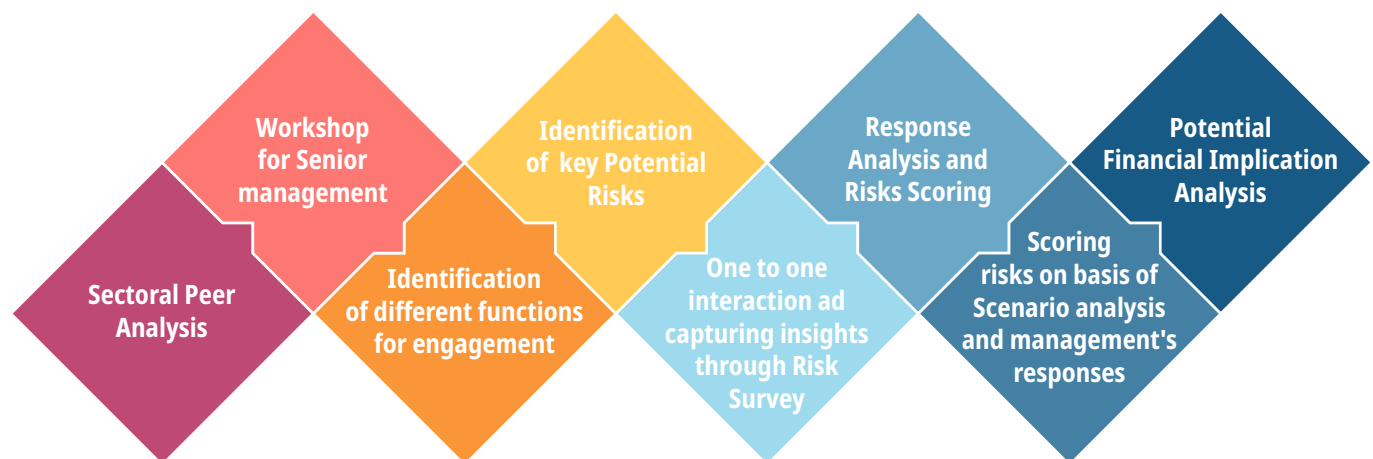 Sectoral Peer
Analysis
Workshop
for Senior
management
Identification
of different functions
for engagement
Identification
of key Potential
Risks
One to one
interaction ad
capturing insights
through Risk
Survey
Response
Analysis and
Risks Scoring
Scoring
risks on basis of
Scenario analysis
and management's
responses
Potential
Financial Implication
Analysis